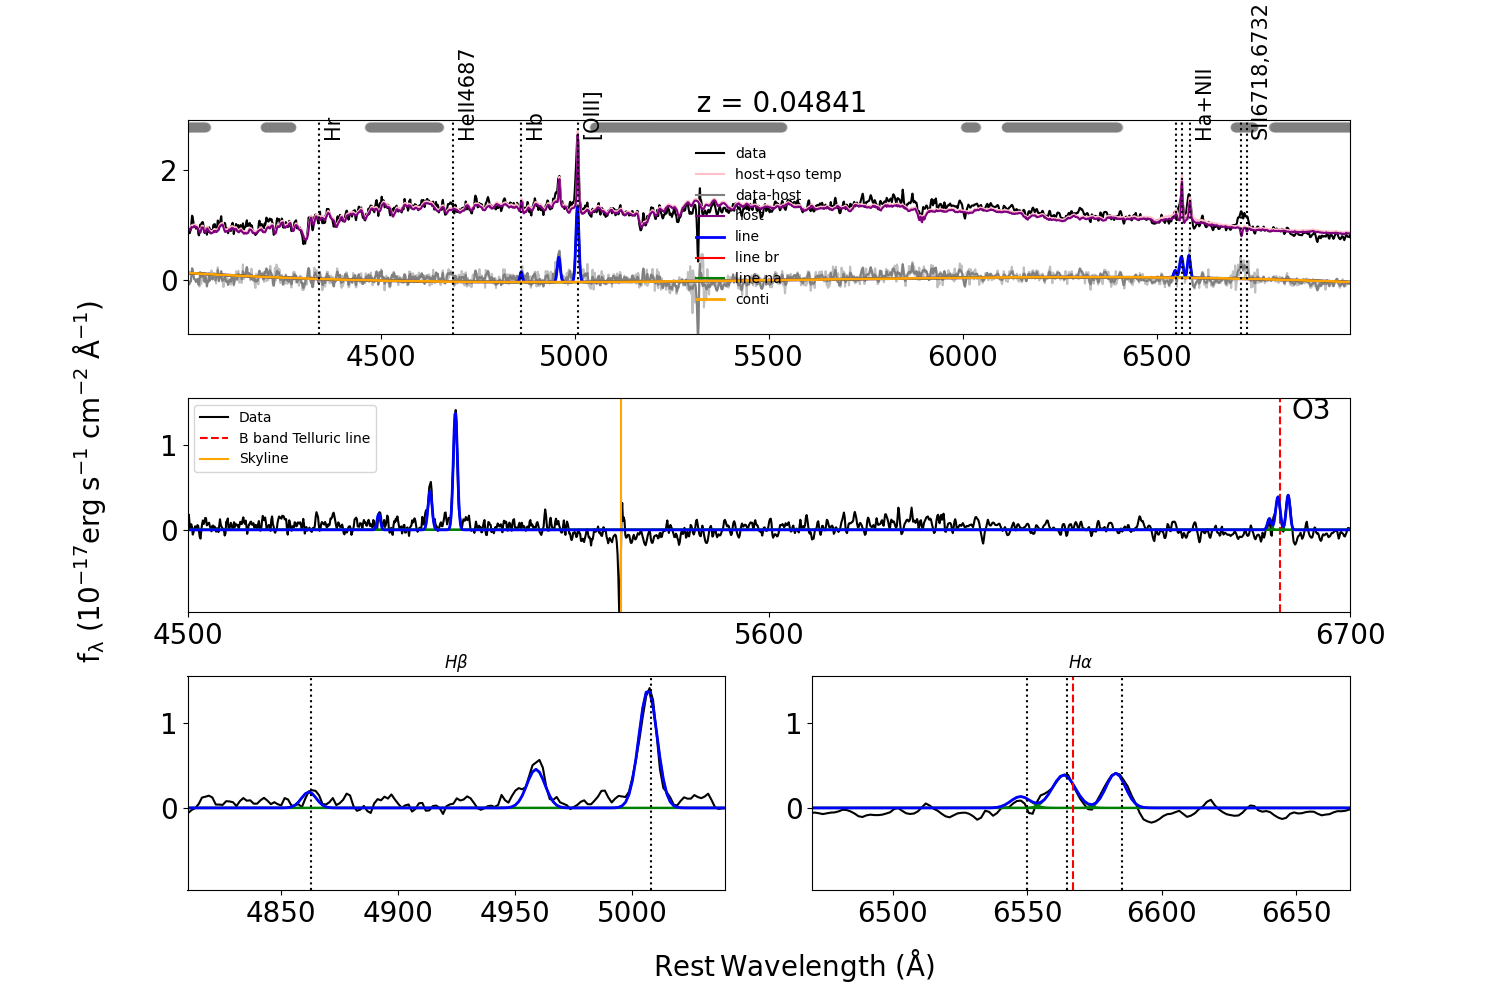 z = 0.04841
Hr
HeII4687
Hb
[OIII]
Ha+NII
SII6718,6732
data
host+qso temp
data-host
host
line
line br
line na
conti
2
0
4500 5000 5500 6000 6500
f_λ (10^{-17}erg s^{-1} cm^{-2} Å^{-1})
Data
B band Telluric line
Skyline
O3
1
0
4500 5600 6700
Hβ
1
0
4850 4900 4950 5000
Hα
1
0
6500 6550 6600 6650
Rest Wavelength (Å)